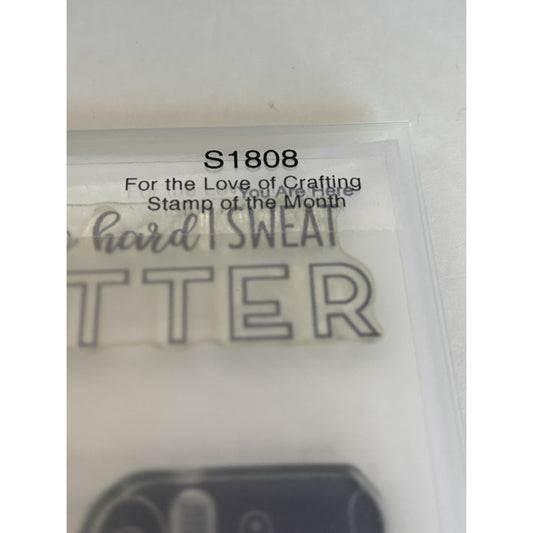 S1808
For the Love of Crafting
You Are Here
Stamp of the Month
hard I SWEAT
TTER